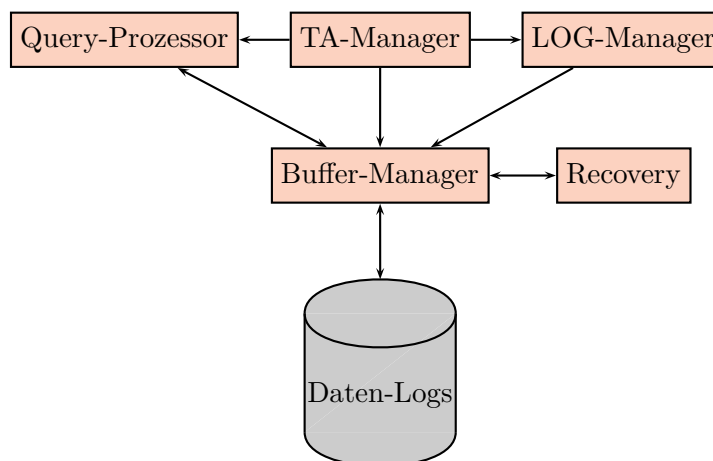 Query-Prozessor
TA-Manager
LOG-Manager
Buffer-Manager
Recovery
Daten-Logs